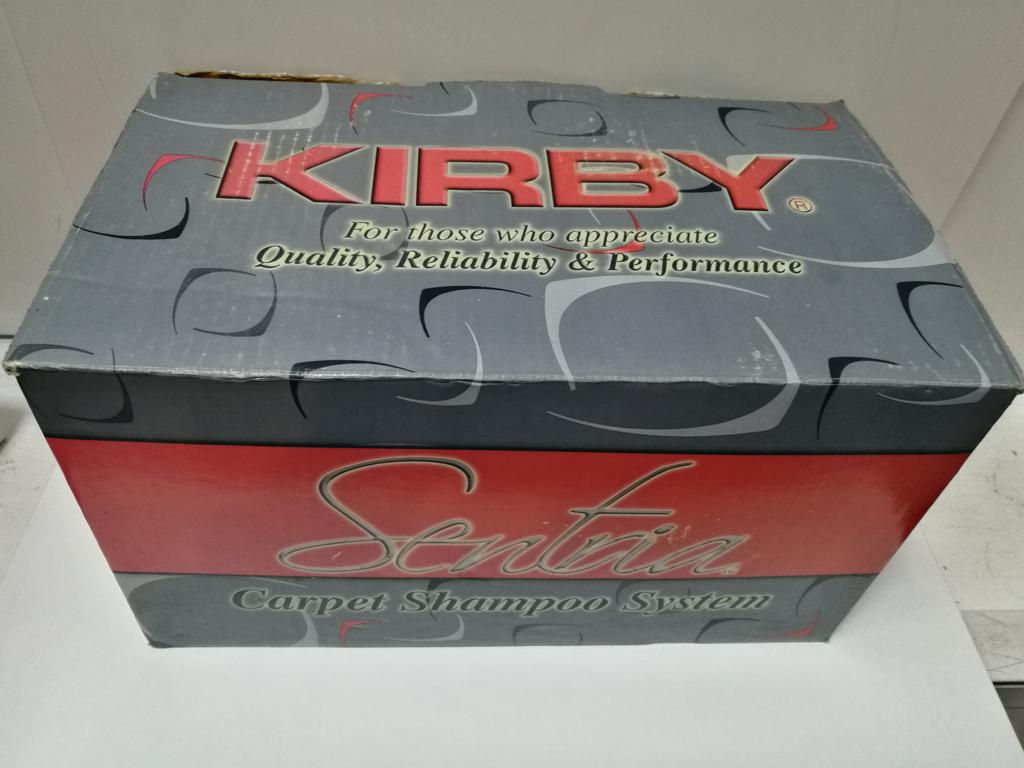 KIRBY®
For those who appreciate
Quality, Reliability & Performance
Sentria
Carpet Shampoo System